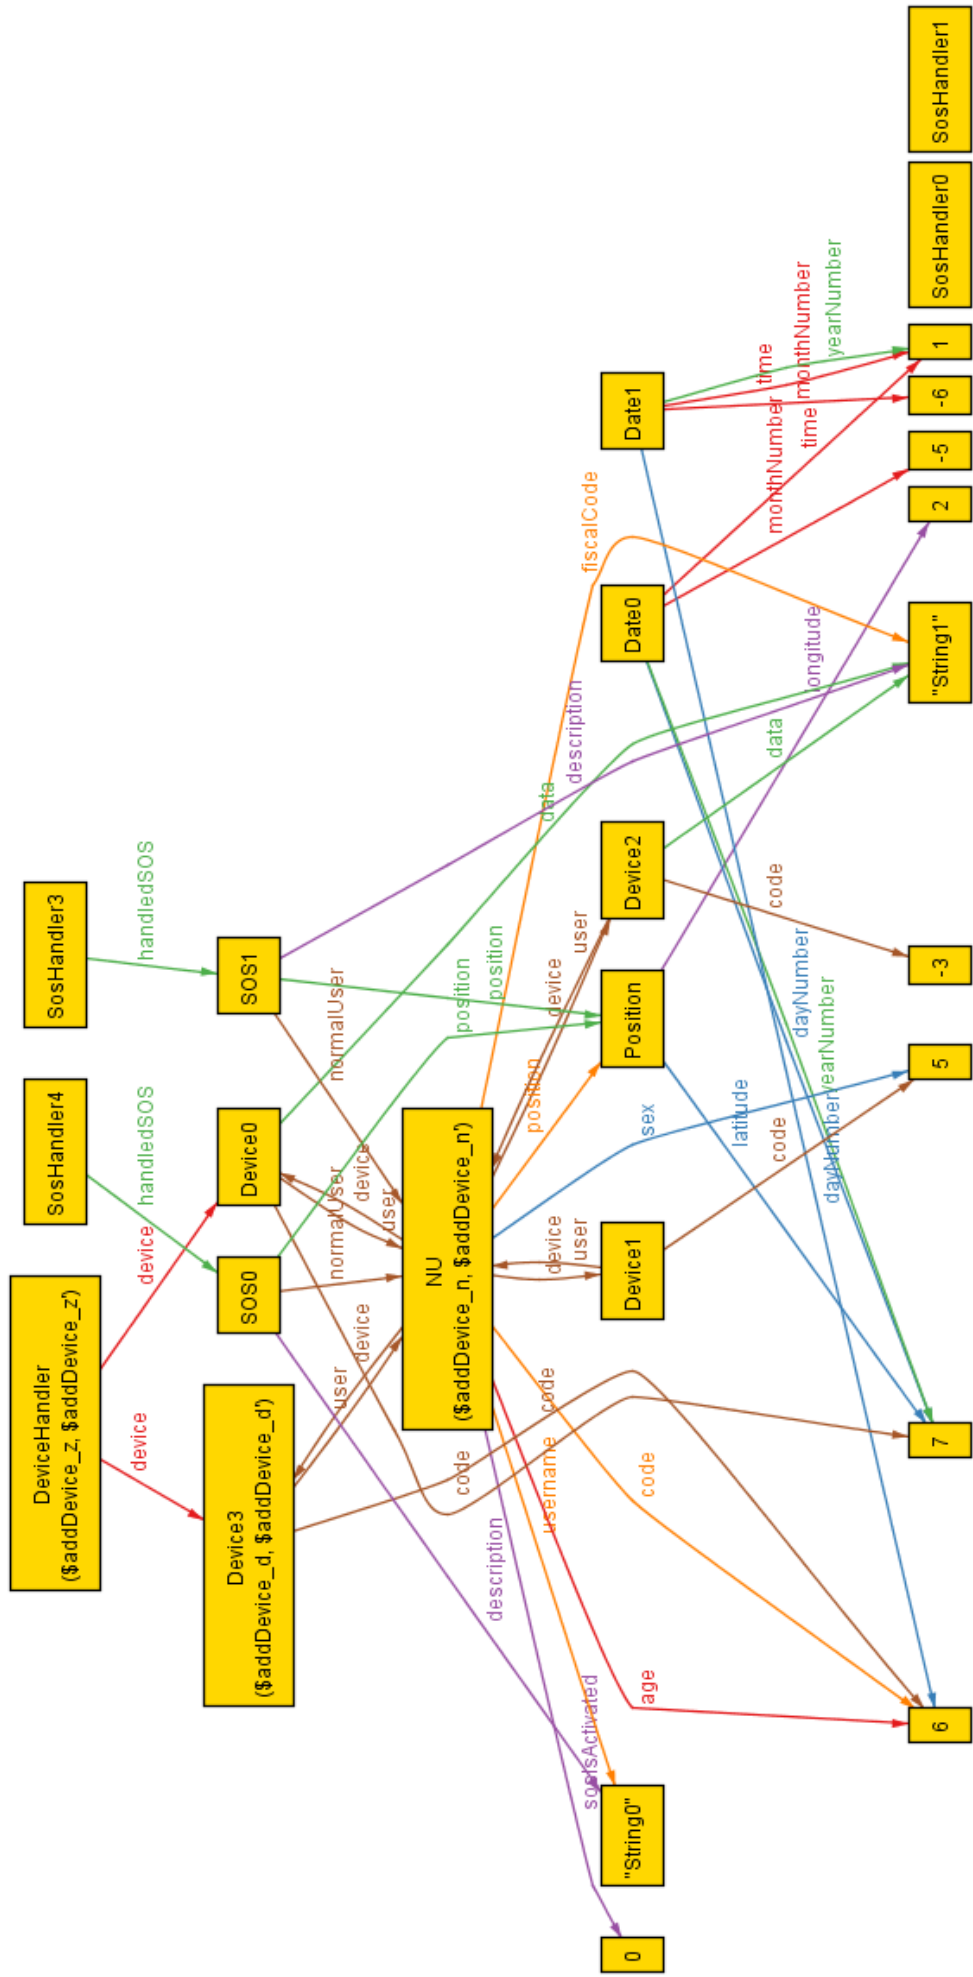 DeviceHandler
($addDevice_z, $addDevice_z')
SosHandler4
SosHandler3
device
device
handledSOS
handledSOS
Device3
($addDevice_d, $addDevice_d')
SOS0
Device0
SOS1
user
normalUser
normalUser
device
device
user
NU
($addDevice_n, $addDevice_n')
code
position
description
position
username
code
device
position
device
data
sosIsActivated
user
user
description
fiscalCode
0
"String0"
Device1
Position
Device2
Date0
Date1
age
code
sex
latitude
code
code
data
monthNumber
time
dayNumber
longitude
time
monthNumber
dayNumber
yearNumber
yearNumber
6
7
5
-3
"String1"
2
-5
-6
1
SosHandler0
SosHandler1